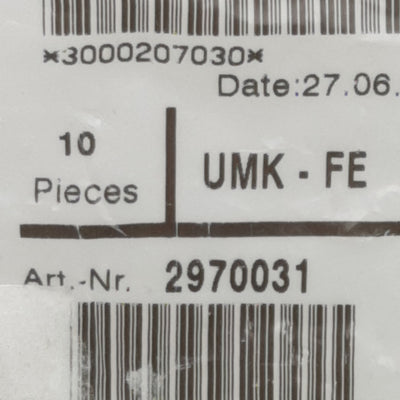 *3000207030*
Date:27.06.
10
Pieces
UMK - FE
Art.-Nr. 2970031